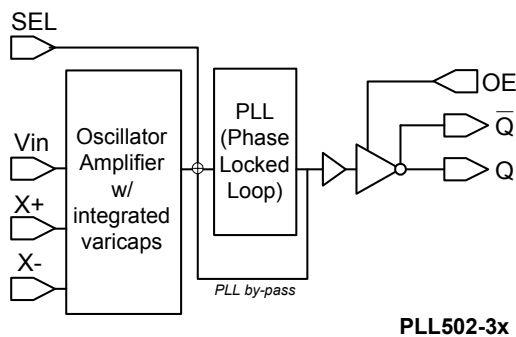 SEL
Vin
X+
X-
Oscillator
Amplifier
w/
integrated
varicaps
PLL
(Phase
Locked
Loop)
PLL by-pass
OE
Q̅
Q
PLL502-3x